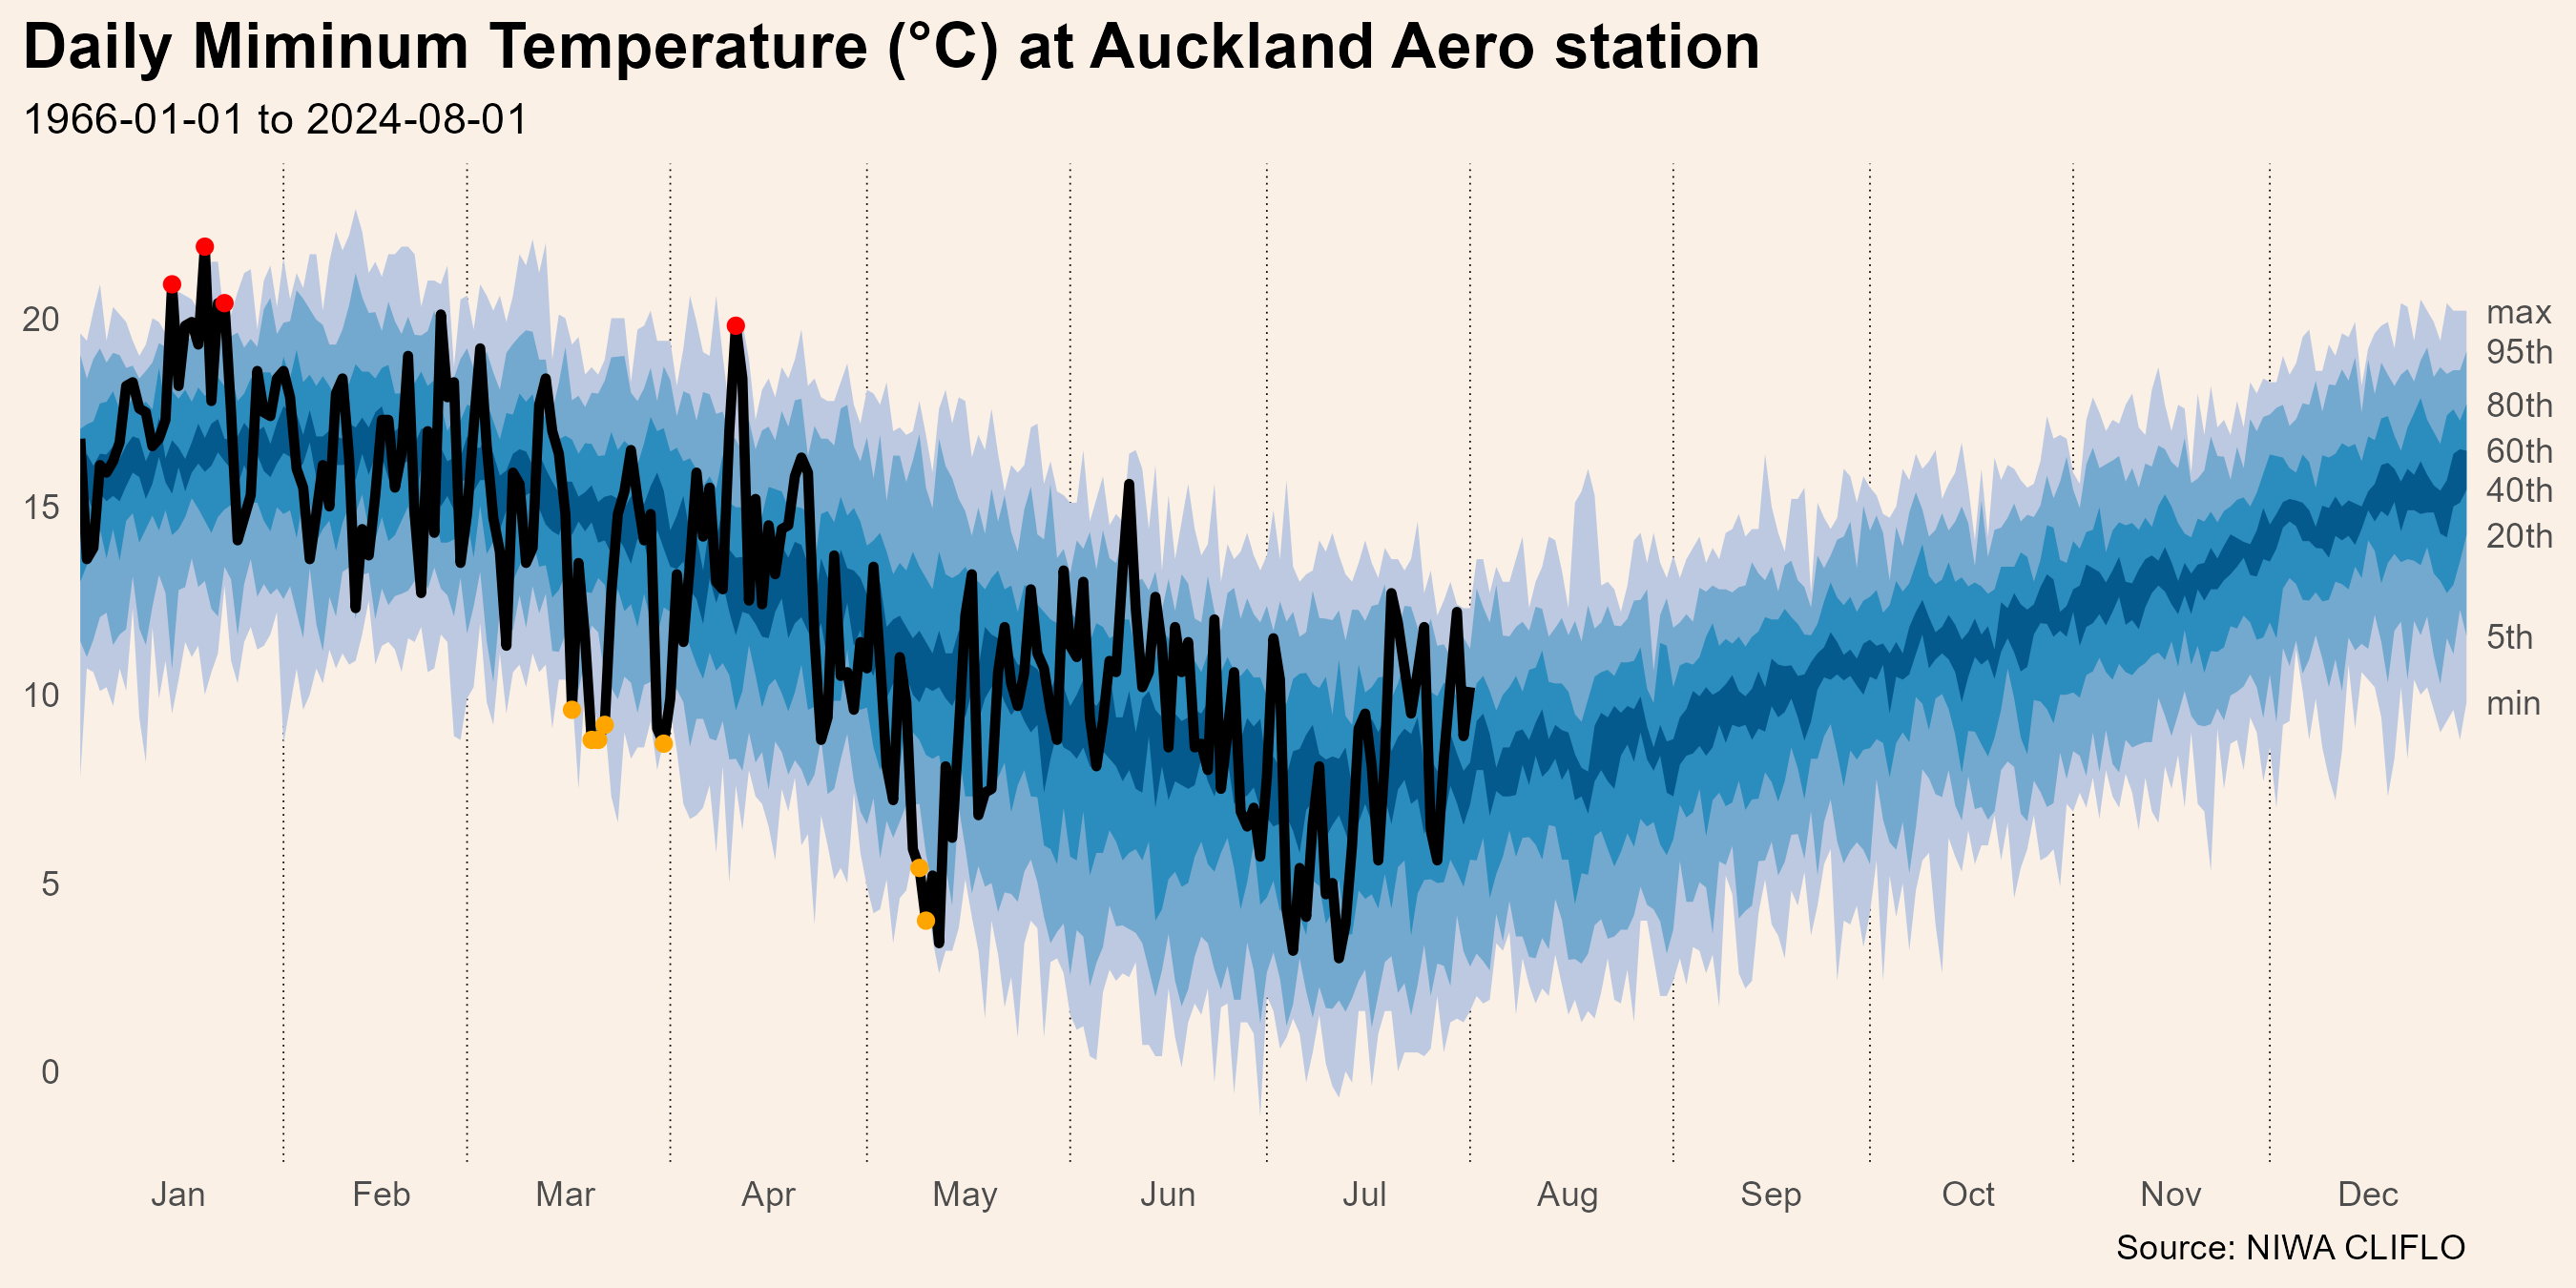 Daily Miminum Temperature (°C) at Auckland Aero station
1966-01-01 to 2024-08-01
20
15
10
5
0
max
95th
80th
60th
40th
20th
5th
min
Jan Feb Mar Apr May Jun Jul Aug Sep Oct Nov Dec
Source: NIWA CLIFLO